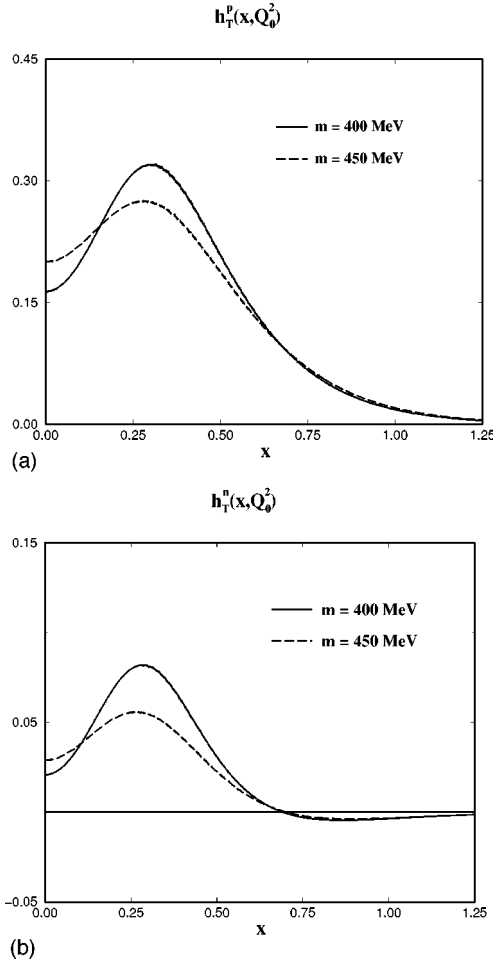 h_T^p(x,Q_0^2)
0.45
m = 400 MeV
m = 450 MeV
0.30
0.15
0.00
0.00 0.25 0.50 0.75 1.00 1.25
x
(a)
h_T^n(x,Q_0^2)
0.15
m = 400 MeV
m = 450 MeV
0.05
−0.05
0.00 0.25 0.50 0.75 1.00 1.25
x
(b)